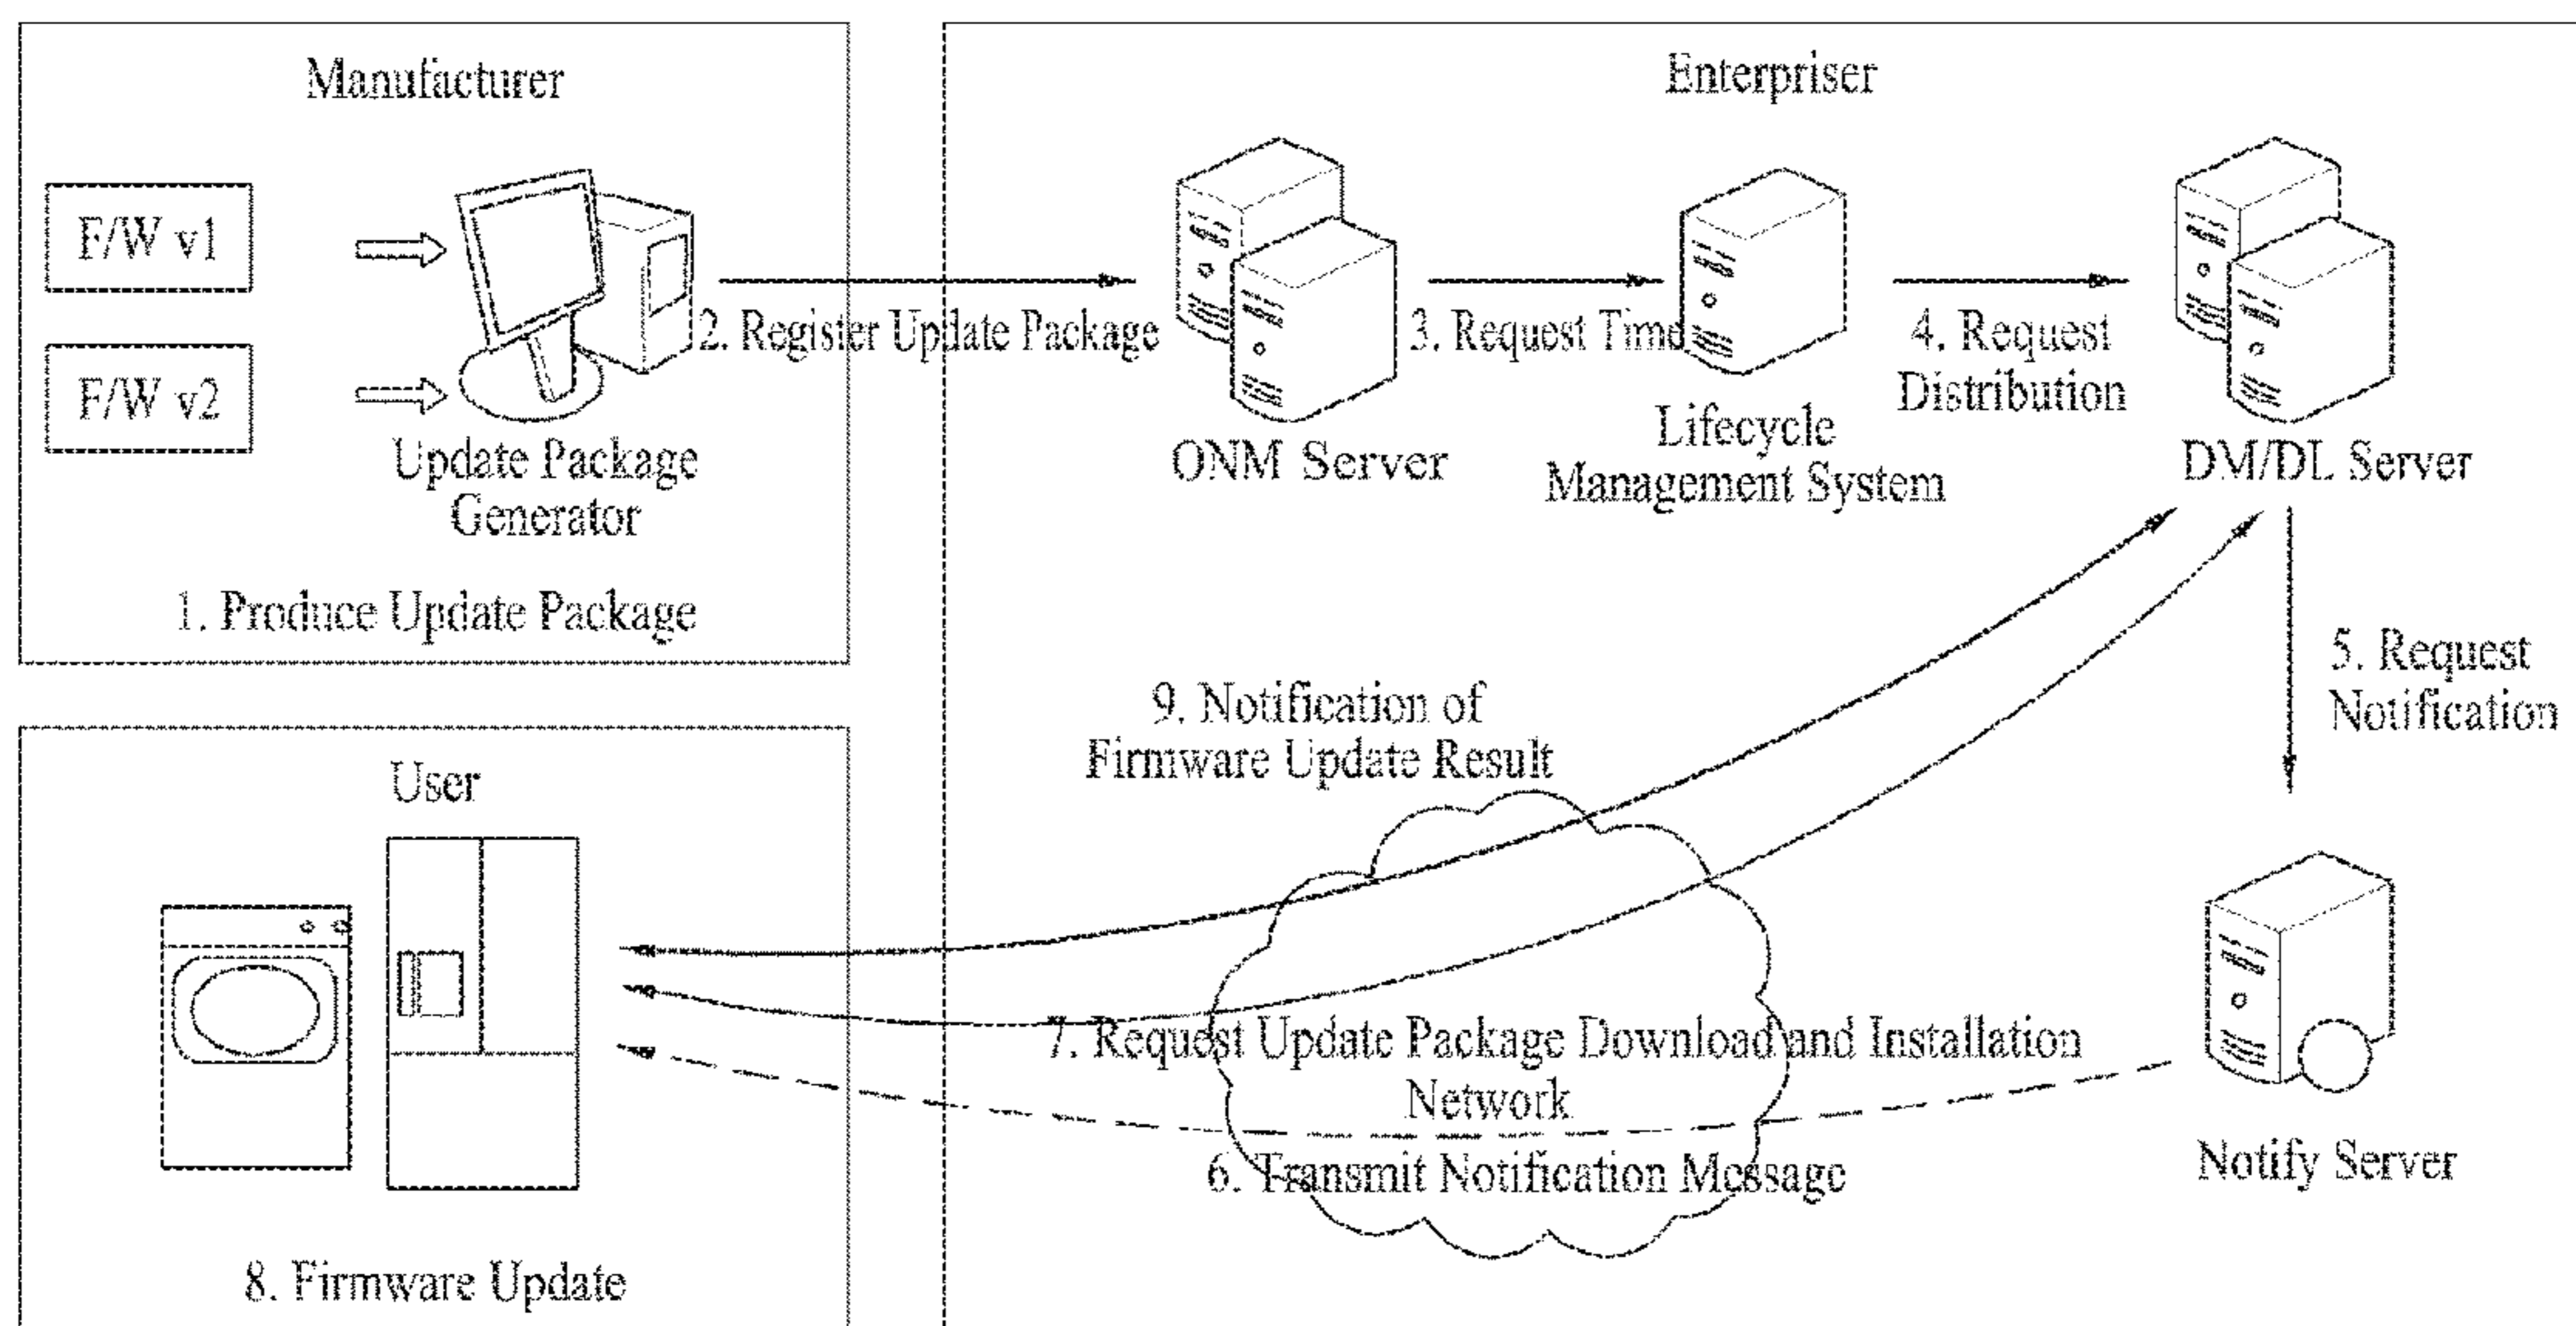 Manufacturer
F/W v1
F/W v2
Update Package
Generator
1. Produce Update Package
2. Register Update Package
Enterpriser
ONM Server
3. Request Time
Lifecycle
Management System
4. Request
Distribution
DM/DL Server
5. Request
Notification
9. Notification of
Firmware Update Result
7. Request Update Package Download and Installation
Network
6. Transmit Notification Message
Notify Server
User
8. Firmware Update